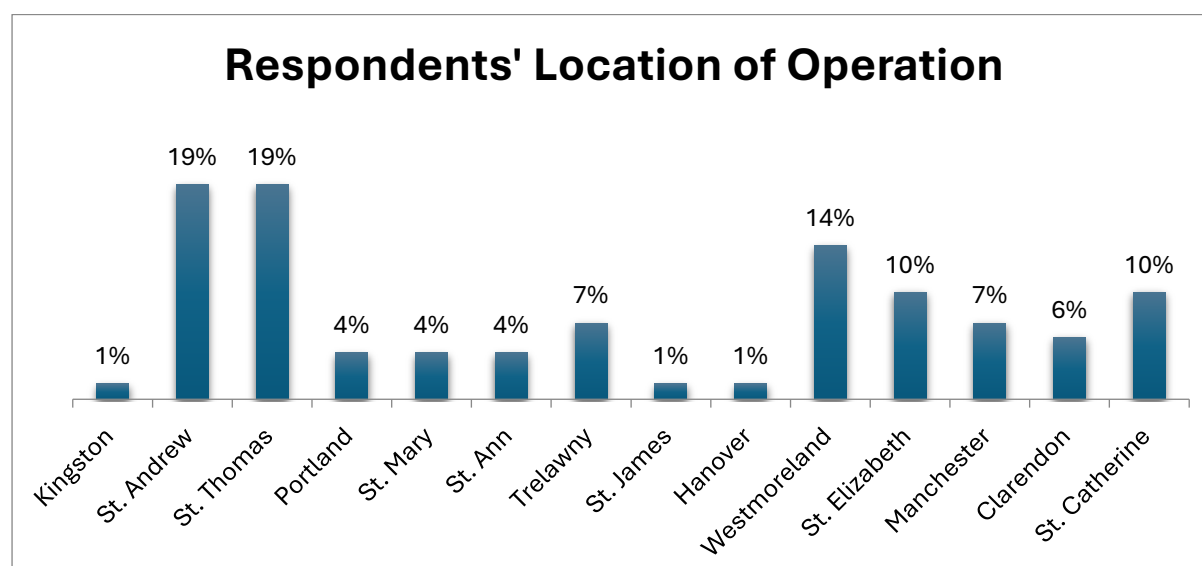 Respondents' Location of Operation
19% 19%
14%
10% 10%
7% 7%
6%
4% 4% 4%
1% 1% 1%
Kingston
St. Andrew
St. Thomas
Portland
St. Mary
St. Ann
Trelawny
St. James
Hanover
Westmoreland
St. Elizabeth
Manchester
Clarendon
St. Catherine